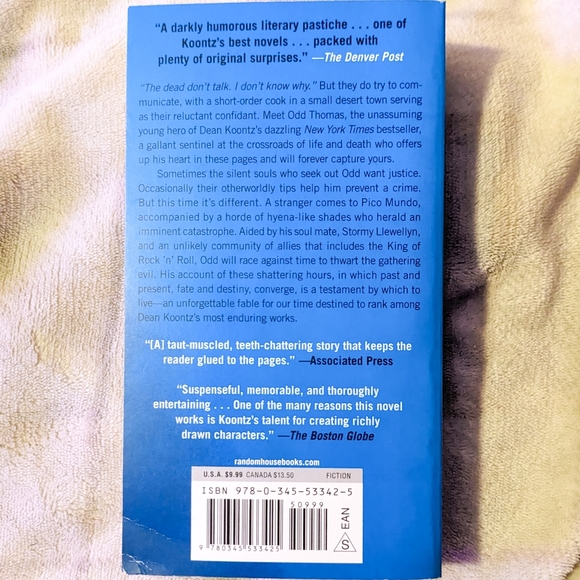 “A darkly humorous literary pastiche . . . one of
Koontz’s best novels . . . packed with
plenty of original surprises.” —The Denver Post
“The dead don’t talk. I don’t know why.” But they do try to com-
municate, with a short-order cook in a small desert town serving
as their reluctant confidant. Meet Odd Thomas, the unassuming
young hero of Dean Koontz’s dazzling New York Times bestseller,
a gallant sentinel at the crossroads of life and death who offers
up his heart in these pages and will forever capture yours.
Sometimes the silent souls who seek out Odd want justice.
Occasionally their otherworldly tips help him prevent a crime.
But this time it’s different. A stranger comes to Pico Mundo,
accompanied by a horde of hyena-like shades who herald an
imminent catastrophe. Aided by his soul mate, Stormy Llewellyn,
and an unlikely community of allies that includes the King of
Rock ’n’ Roll, Odd will race against time to thwart the gathering
evil. His account of these shattering hours, in which past and
present, fate and destiny, converge, is a testament by which to
live—an unforgettable fable for our time destined to rank among
Dean Koontz’s most enduring works.
“[A] taut-muscled, teeth-chattering story that keeps the
reader glued to the pages.” —Associated Press
“Suspenseful, memorable, and thoroughly
entertaining . . . One of the many reasons this novel
works is Koontz’s talent for creating richly
drawn characters.” —The Boston Globe
randomhousebooks.com
U.S.A. $9.99 CANADA $13.50 FICTION
ISBN 978-0-345-53342-5
50999
9 780345 533425
S EAN